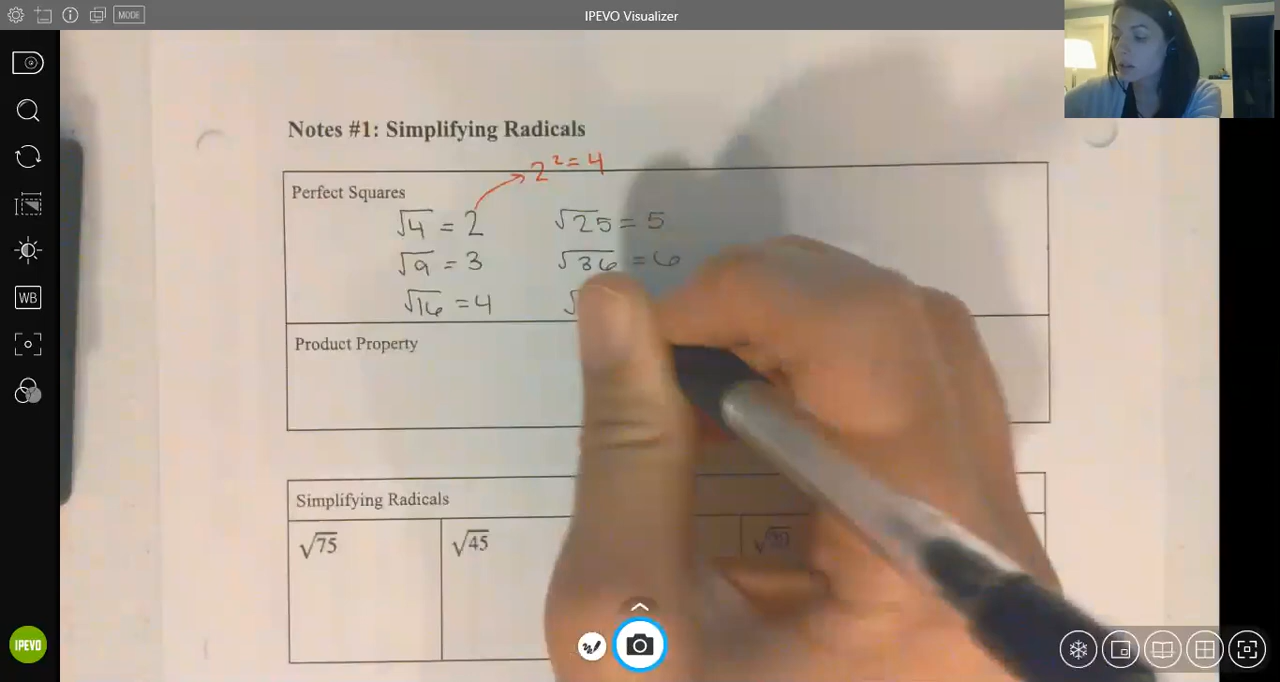 MODE
IPEVO Visualizer
Notes #1: Simplifying Radicals
2² = 4
Perfect Squares
√4 = 2 √25 = 5
√9 = 3 √36 = 6
√16 = 4 √
Product Property
WB
Simplifying Radicals
√75 √45
IPEVO